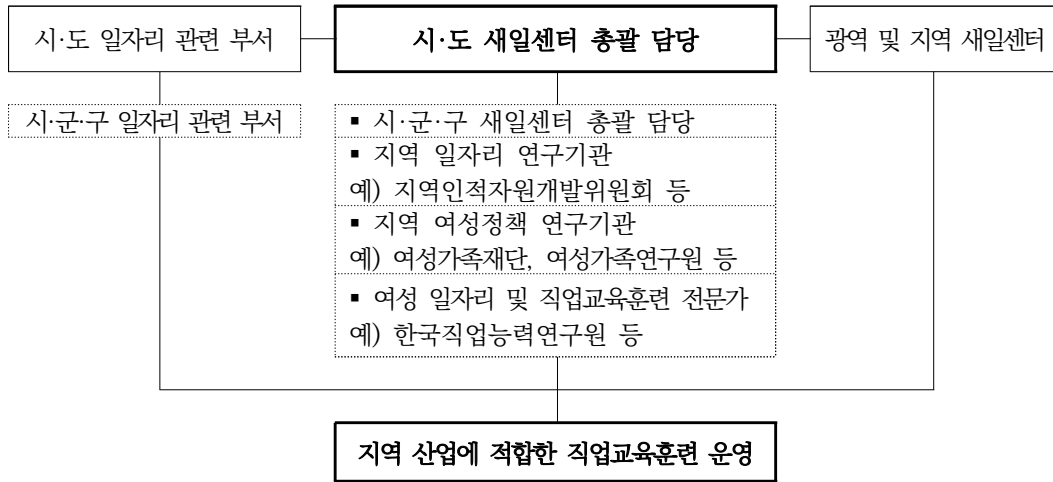 시·도 일자리 관련 부서
시·도 새일센터 총괄 담당
광역 및 지역 새일센터
시·군·구 일자리 관련 부서
▪ 시·군·구 새일센터 총괄 담당
▪ 지역 일자리 연구기관
예) 지역인적자원개발위원회 등
▪ 지역 여성정책 연구기관
예) 여성가족재단, 여성가족연구원 등
▪ 여성 일자리 및 직업교육훈련 전문가
예) 한국직업능력연구원 등
지역 산업에 적합한 직업교육훈련 운영